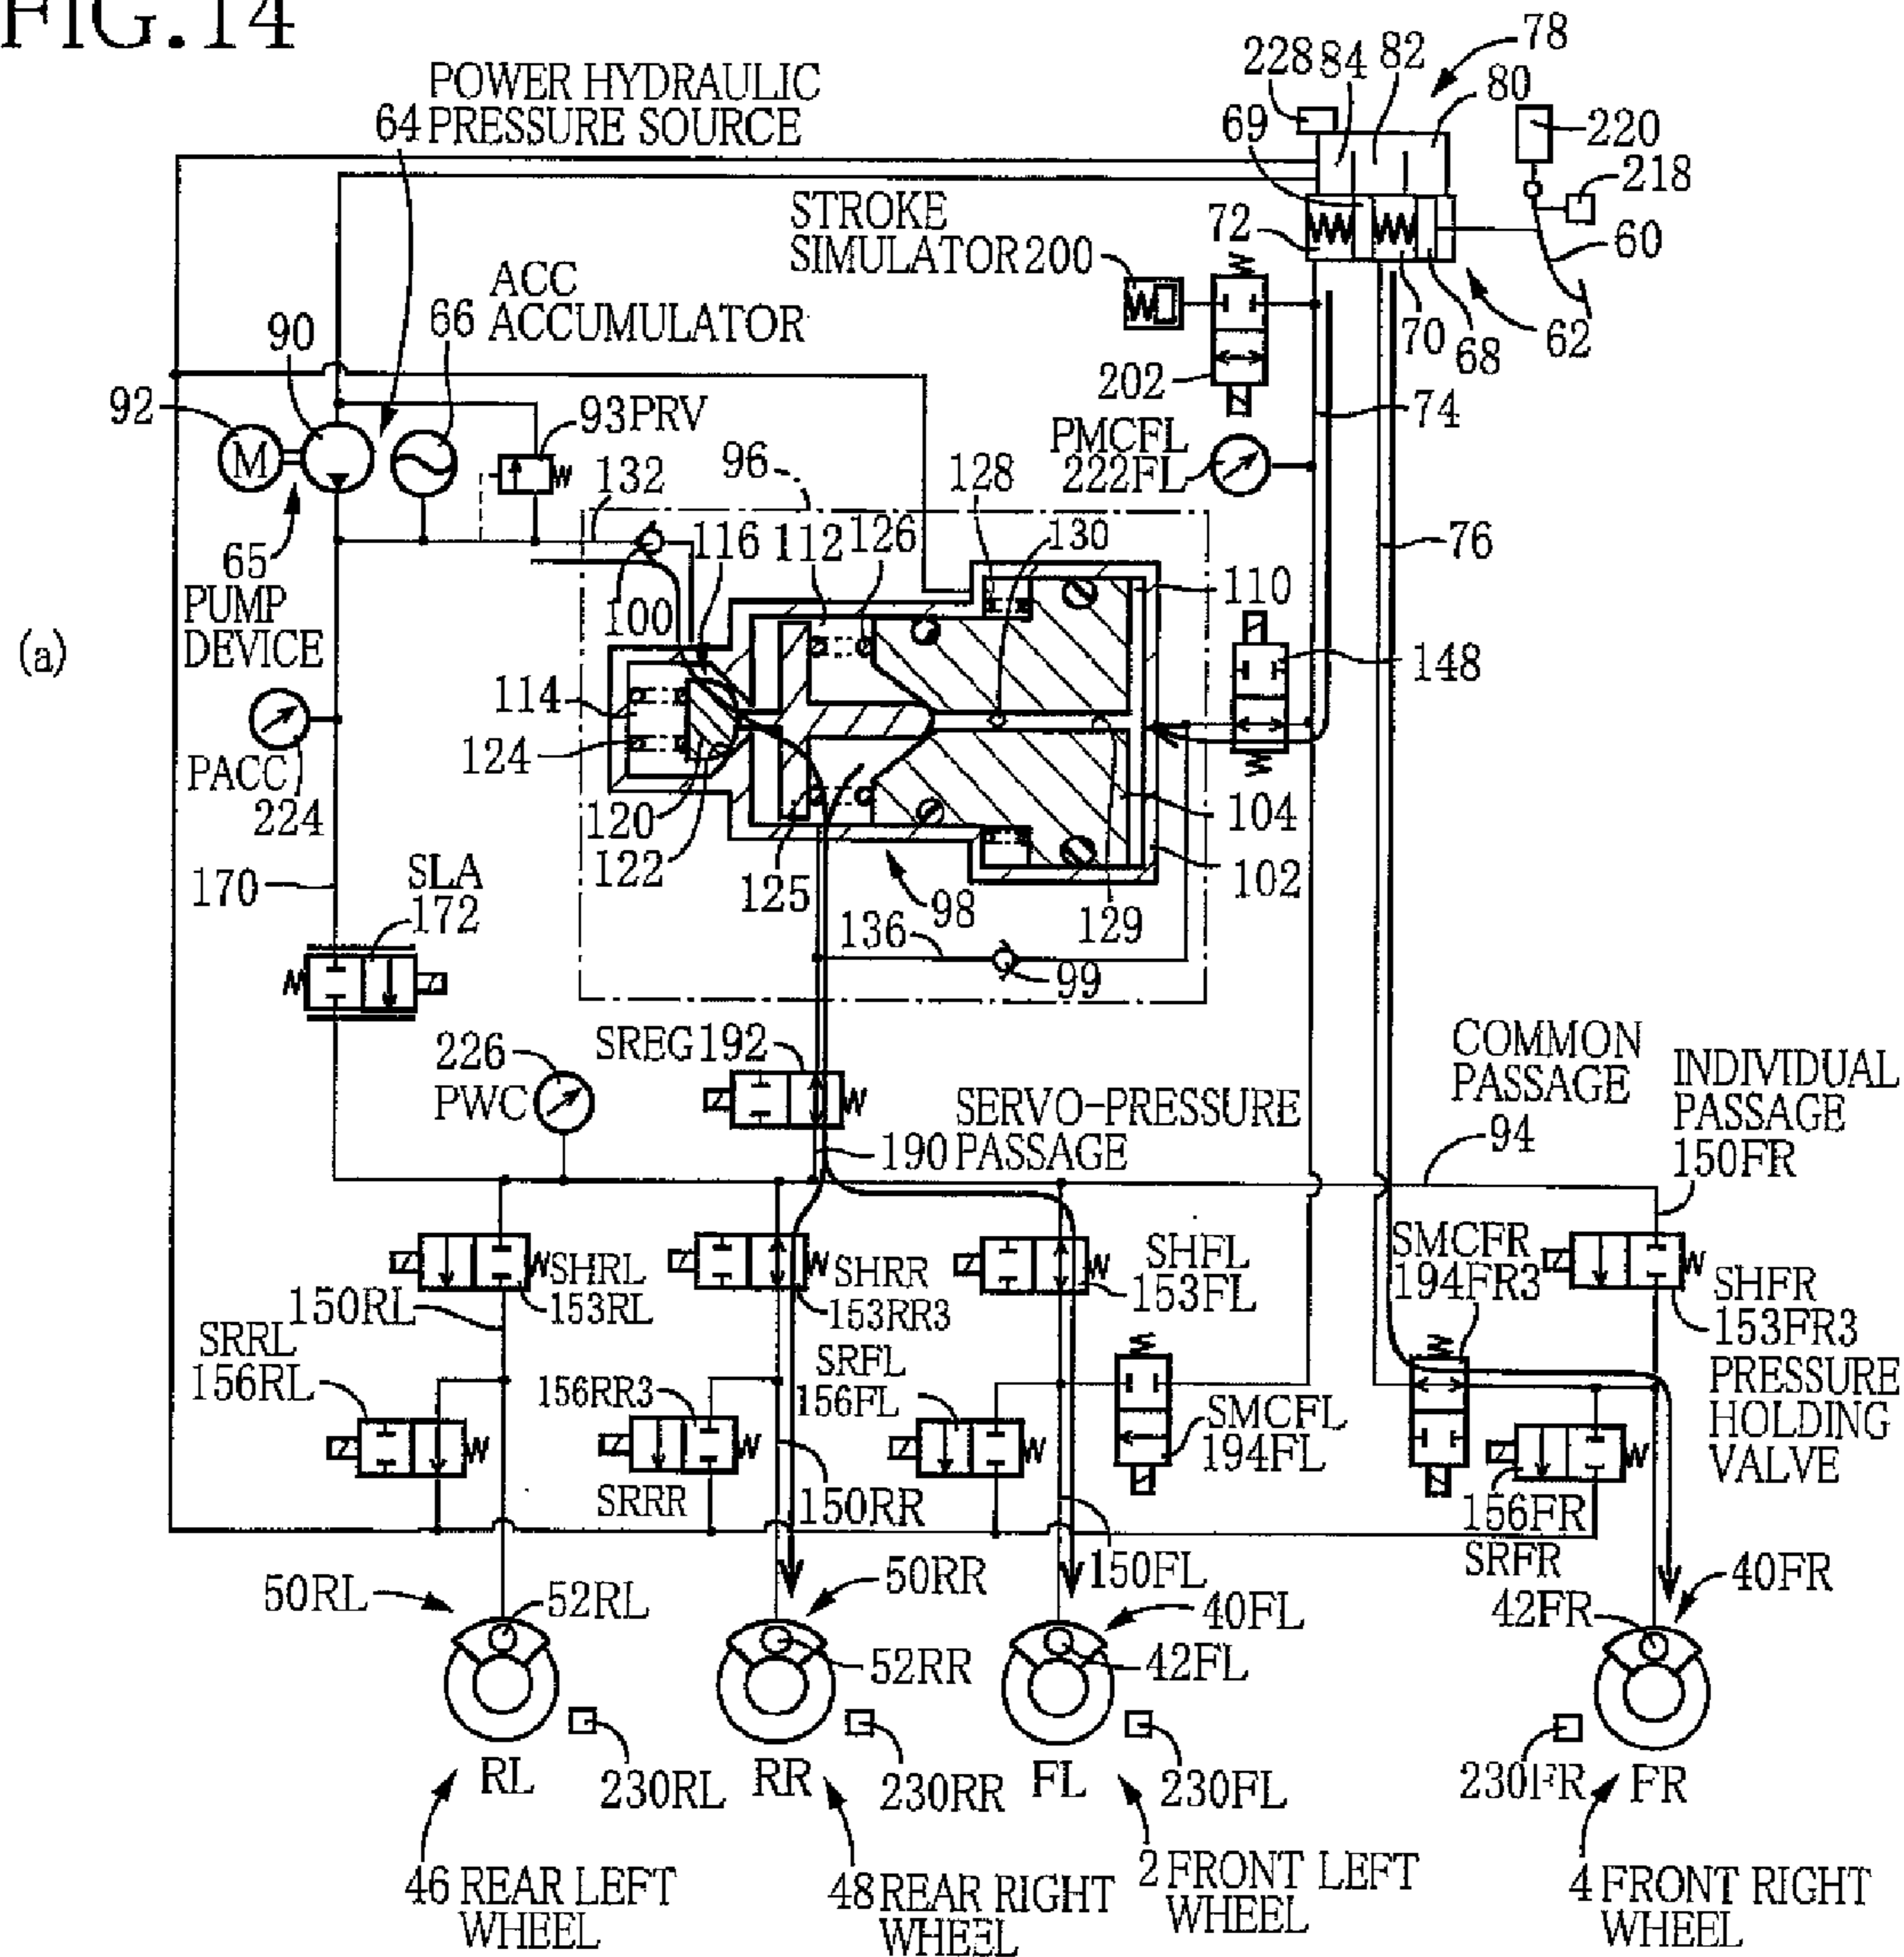 FIG.14
78
228 84 82
80
POWER HYDRAULIC
64 PRESSURE SOURCE
69
220
218
STROKE
SIMULATOR 200
72
60
ACC
66 ACCUMULATOR
90
70
68
62
202
92
93PRV
74
M
PMCFL
222FL
96
128
132
116 112 126
130
76
65
PUMP
DEVICE
110
100
(a)
148
114
124
PACC
224
120
104
122
SLA
125
102
170
172
98
129
136
99
226
PWC
SREG 192
COMMON
PASSAGE
94
INDIVIDUAL
PASSAGE
150FR
SERVO-PRESSURE
190 PASSAGE
SMCFR
194FR3
SHRL
153RL
SHRR
153RR3
SHFL
153FL
SHFR
153FR3
150RL
SRRL
156RL
SRFL
156FL
156RR3
PRESSURE
HOLDING
VALVE
SMCFL
194FL
SRRR
150RR
156FR
SRFR
150FL
50RL
52RL
50RR
40FL
42FR
40FR
52RR
42FL
RL
230RL
RR
230RR
FL
230FL
230FR
FR
46 REAR LEFT
WHEEL
48 REAR RIGHT
WHEEL
2 FRONT LEFT
WHEEL
4 FRONT RIGHT
WHEEL